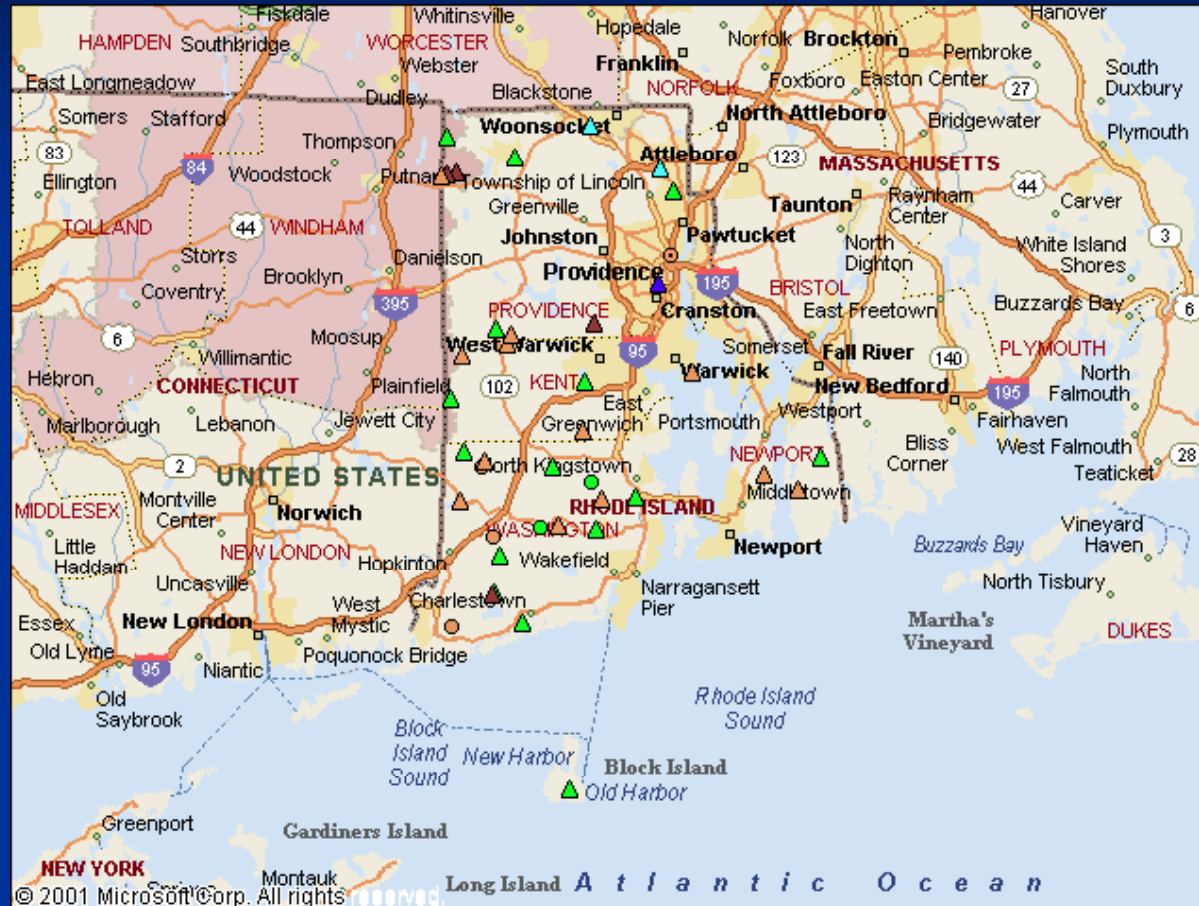 Fiskdale
Whitinsville
Hopedale
Hanover
HAMPDEN
Southbridge
WORCESTER
Norfolk
Brockton
Webster
Franklin
Pembroke
East Longmeadow
Foxboro
Easton Center
South
Duxbury
Dudley
Blackstone
NORFOLK
27
Somers
Stafford
Thompson
Woonsocket
North Attleboro
Bridgewater
Plymouth
83
84
Woodstock
Putnam
Attleboro
123
MASSACHUSETTS
Ellington
Township of Lincoln
Raynham
Center
44
Carver
TOLLAND
44
WINDHAM
Greenville
Taunton
Johnston
Pawtucket
North
Dighton
White Island
Shores
3
Storrs
Brooklyn
Danielson
Providence
195
BRISTOL
Coventry
395
PROVIDENCE
Cranston
East Freetown
Buzzards Bay
6
6
Moosup
West Warwick
95
Somerset
Fall River
140
PLYMOUTH
Willimantic
Hebron
CONNECTICUT
Plainfield
102
KENT
Warwick
New Bedford
195
North
Falmouth
Marlborough
Lebanon
Jewett City
East
Greenwich
Portsmouth
Westport
Fairhaven
Bliss
Corner
West Falmouth
2
UNITED STATES
North Kingstown
NEWPORT
Teaticket
28
MIDDLESEX
Montville
Center
Norwich
RHODE ISLAND
Middletown
Little
Haddam
NEW LONDON
WASHINGTON
Newport
Buzzards Bay
Vineyard
Haven
Uncasville
Hopkinton
Wakefield
North Tisbury
Essex
New London
West
Mystic
Charlestown
Narragansett
Pier
Martha's
Vineyard
DUKES
Old Lyme
95
Niantic
Poquonock Bridge
Old
Saybrook
Rhode Island
Sound
Block
Island
Sound
New Harbor
Block Island
Old Harbor
Greenport
Gardiners Island
NEW YORK
Montauk
Long Island
Atlantic Ocean
© 2001 Microsoft Corp. All rights reserved.